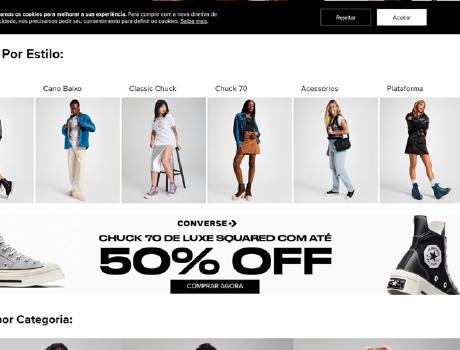 mos os cookies para melhorar a sua experiência. Para cumprir com a nova diretiva de
cidade, nós precisamos pedir seu consentimento para definir os cookies. Saiba mais.
Rejeitar
Aceitar
Por Estilo:
Cano Baixo
Classic Chuck
Chuck 70
Acessórios
Plataforma
CONVERSE
CHUCK 70 DE LUXE SQUARED COM ATÉ
50% OFF
COMPRAR AGORA
por Categoria: